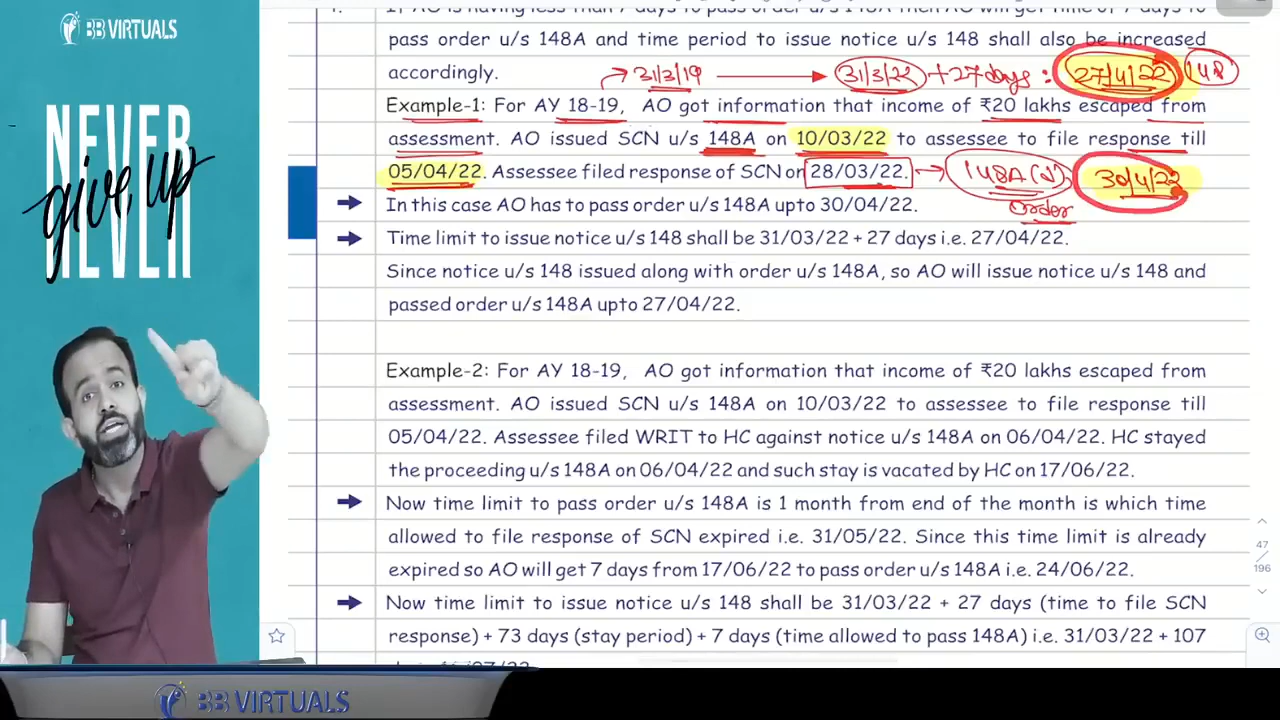 BB VIRTUALS
NEVER
give up
NEVER
pass order u/s 148A and time period to issue notice u/s 148 shall also be increased
accordingly.
31/3/19 31/3/22 +27 days : 27/4/22 148
Example-1: For AY 18-19, AO got information that income of ₹20 lakhs escaped from
assessment. AO issued SCN u/s 148A on 10/03/22 to assessee to file response till
05/04/22. Assessee filed response of SCN on 28/03/22. 148A(d) 30/4/22
Order
In this case AO has to pass order u/s 148A upto 30/04/22.
Time limit to issue notice u/s 148 shall be 31/03/22 + 27 days i.e. 27/04/22.
Since notice u/s 148 issued along with order u/s 148A, so AO will issue notice u/s 148 and
passed order u/s 148A upto 27/04/22.
Example-2: For AY 18-19, AO got information that income of ₹20 lakhs escaped from
assessment. AO issued SCN u/s 148A on 10/03/22 to assessee to file response till
05/04/22. Assessee filed WRIT to HC against notice u/s 148A on 06/04/22. HC stayed
the proceeding u/s 148A on 06/04/22 and such stay is vacated by HC on 17/06/22.
Now time limit to pass order u/s 148A is 1 month from end of the month is which time
allowed to file response of SCN expired i.e. 31/05/22. Since this time limit is already
expired so AO will get 7 days from 17/06/22 to pass order u/s 148A i.e. 24/06/22.
Now time limit to issue notice u/s 148 shall be 31/03/22 + 27 days (time to file SCN
response) + 73 days (stay period) + 7 days (time allowed to pass 148A) i.e. 31/03/22 + 107
47
196
BB VIRTUALS